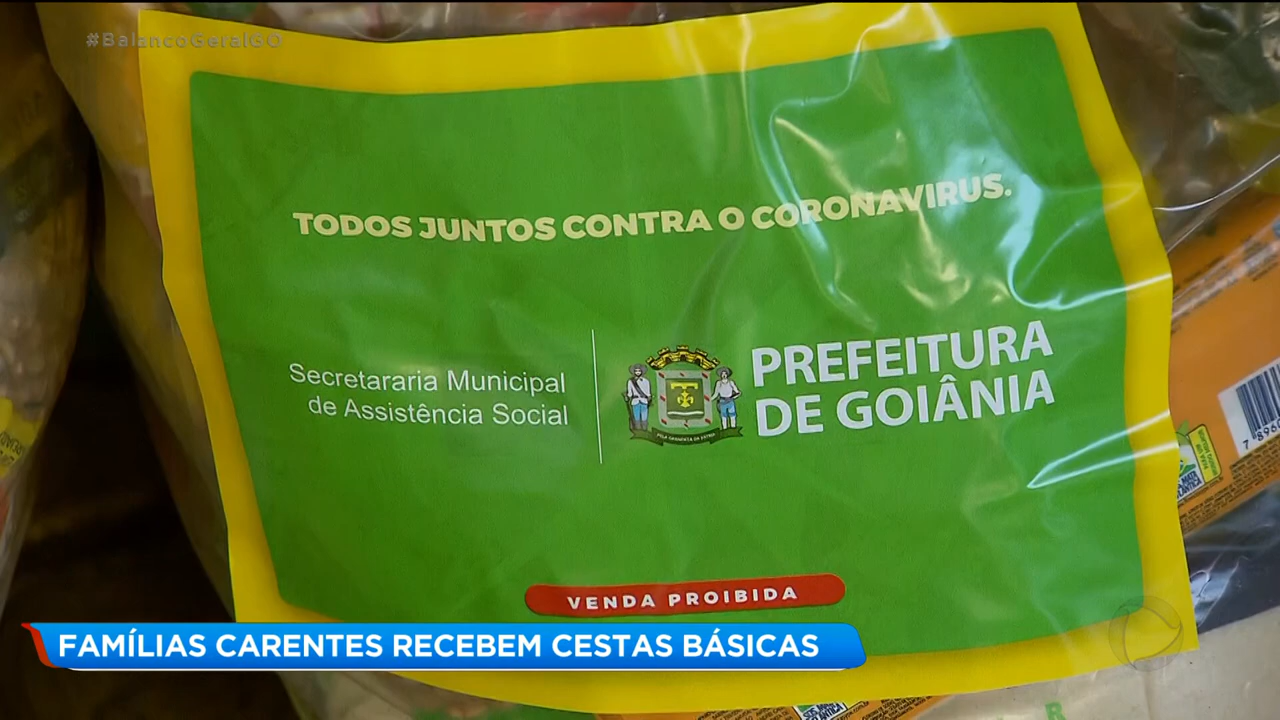 #BalancoGeralGO
TODOS JUNTOS CONTRA O CORONAVIRUS.
Secretararia Municipal
de Assistência Social
PREFEITURA
DE GOIÂNIA
VENDA PROIBIDA
FAMÍLIAS CARENTES RECEBEM CESTAS BÁSICAS